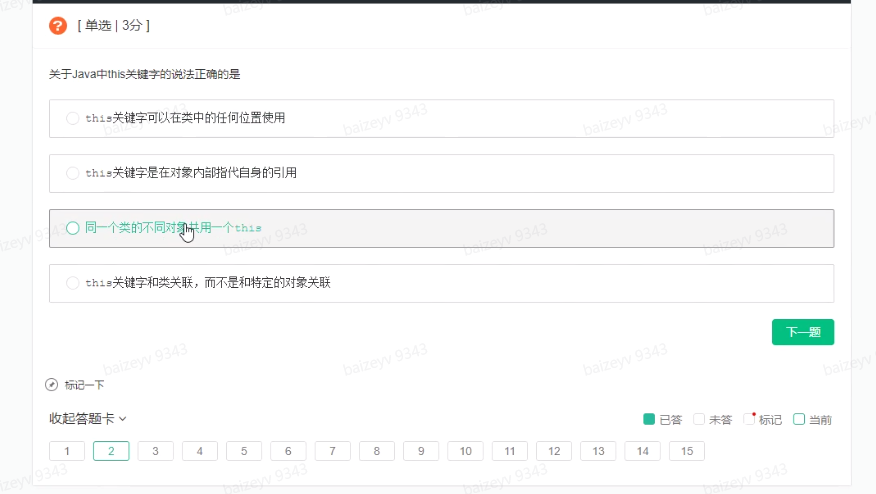 [ 单选 | 3分 ]
关于Java中this关键字的说法正确的是
this关键字可以在类中的任何位置使用
this关键字是在对象内部指代自身的引用
同一个类的不同对象共用一个this
this关键字和类关联，而不是和特定的对象关联
下一题
标记一下
收起答题卡
已答 未答 标记 当前
1 2 3 4 5 6 7 8 9 10 11 12 13 14 15
baizeyv 9343